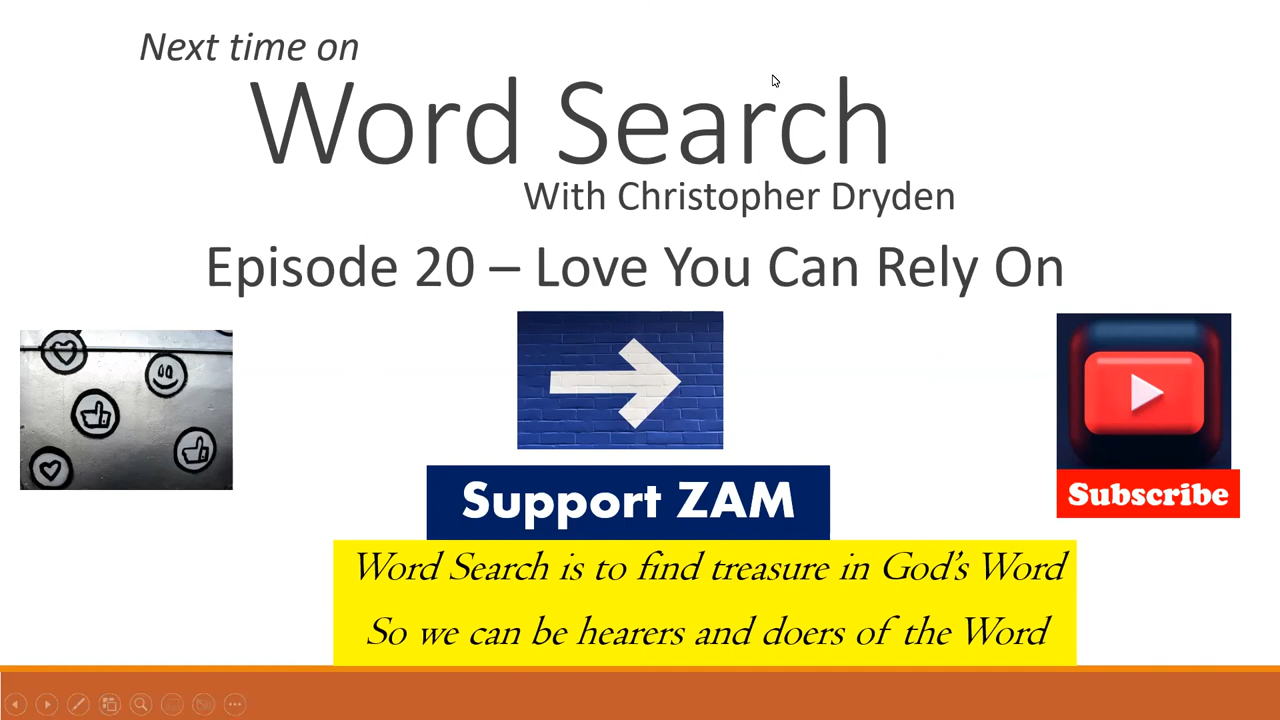 Next time on
Word Search
With Christopher Dryden
Episode 20 – Love You Can Rely On
Support ZAM
Subscribe
Word Search is to find treasure in God’s Word
So we can be hearers and doers of the Word